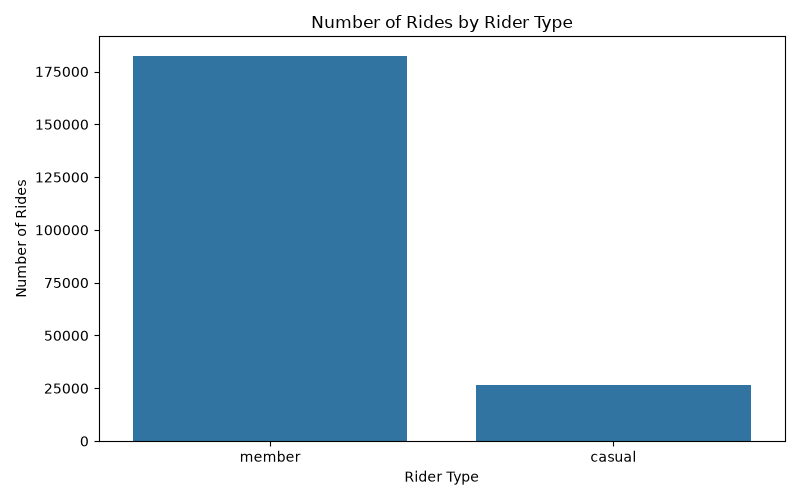 Number of Rides by Rider Type
Number of Rides
175000
150000
125000
100000
75000
50000
25000
0
member
casual
Rider Type